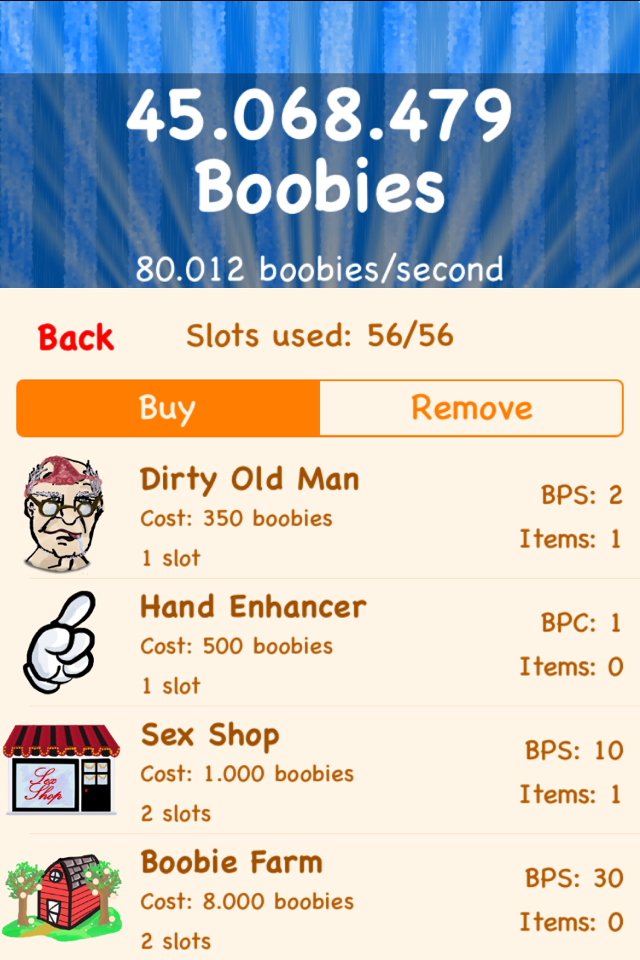 45.068.479
Boobies
80.012 boobies/second
Back
Slots used: 56/56
Buy
Remove
Dirty Old Man
Cost: 350 boobies
1 slot
BPS: 2
Items: 1
Hand Enhancer
Cost: 500 boobies
1 slot
BPC: 1
Items: 0
Sex
Shop
Sex Shop
Cost: 1.000 boobies
2 slots
BPS: 10
Items: 1
Boobie Farm
Cost: 8.000 boobies
2 slots
BPS: 30
Items: 0